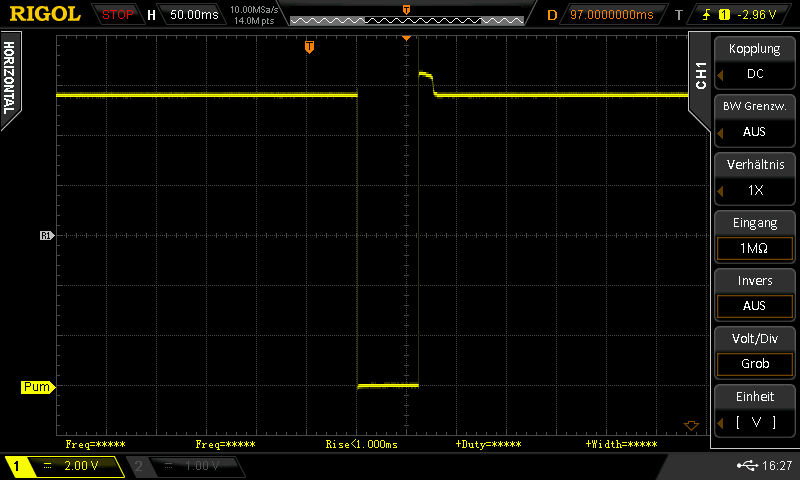 RIGOL STOP H 50.00ms 10.00MSa/s 14.0M pts T D 97.0000000ms T 1 -2.96 V
HORIZONTAL
T
CH1
Kopplung
DC
BW Grenzw.
AUS
Verhältnis
1X
R1
Eingang
1MΩ
Invers
AUS
Volt/Div
Grob
Pum
Einheit
[ V ]
Freq=***** Freq=***** Rise<1.000ms +Duty=***** +Width=*****
1 2.00 V 2 1.00 V 16:27